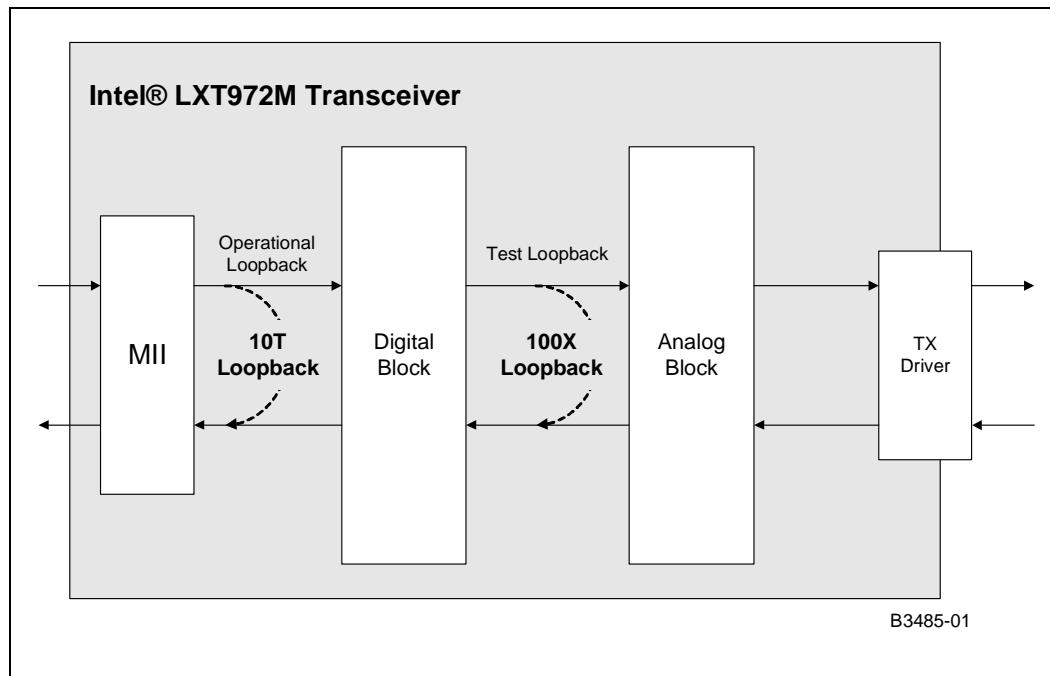 Intel® LXT972M Transceiver
Operational
Loopback
Test Loopback
MII
10T
Loopback
Digital
Block
100X
Loopback
Analog
Block
TX
Driver
B3485-01